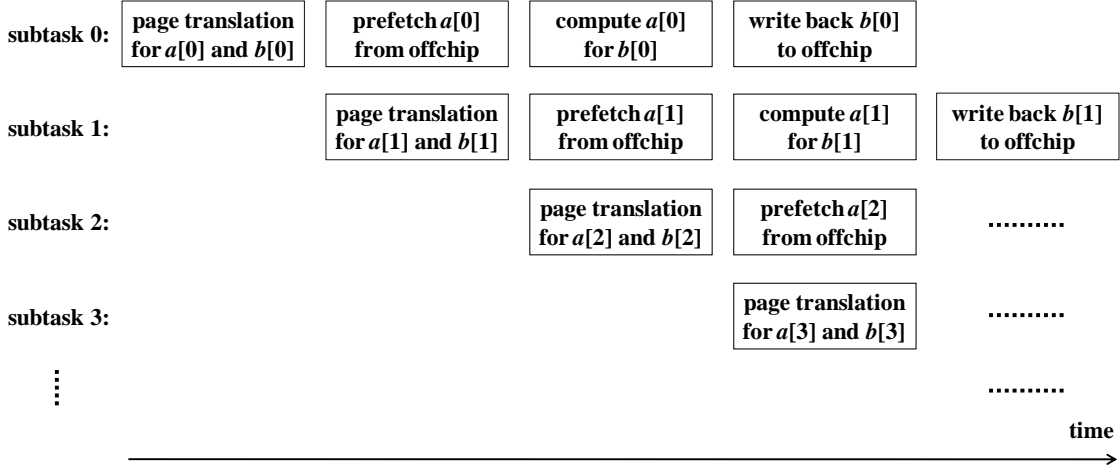 subtask 0:
page translation
for a[0] and b[0]
prefetch a[0]
from offchip
compute a[0]
for b[0]
write back b[0]
to offchip
subtask 1:
page translation
for a[1] and b[1]
prefetch a[1]
from offchip
compute a[1]
for b[1]
write back b[1]
to offchip
subtask 2:
page translation
for a[2] and b[2]
prefetch a[2]
from offchip
..........
subtask 3:
page translation
for a[3] and b[3]
..........
..........
time